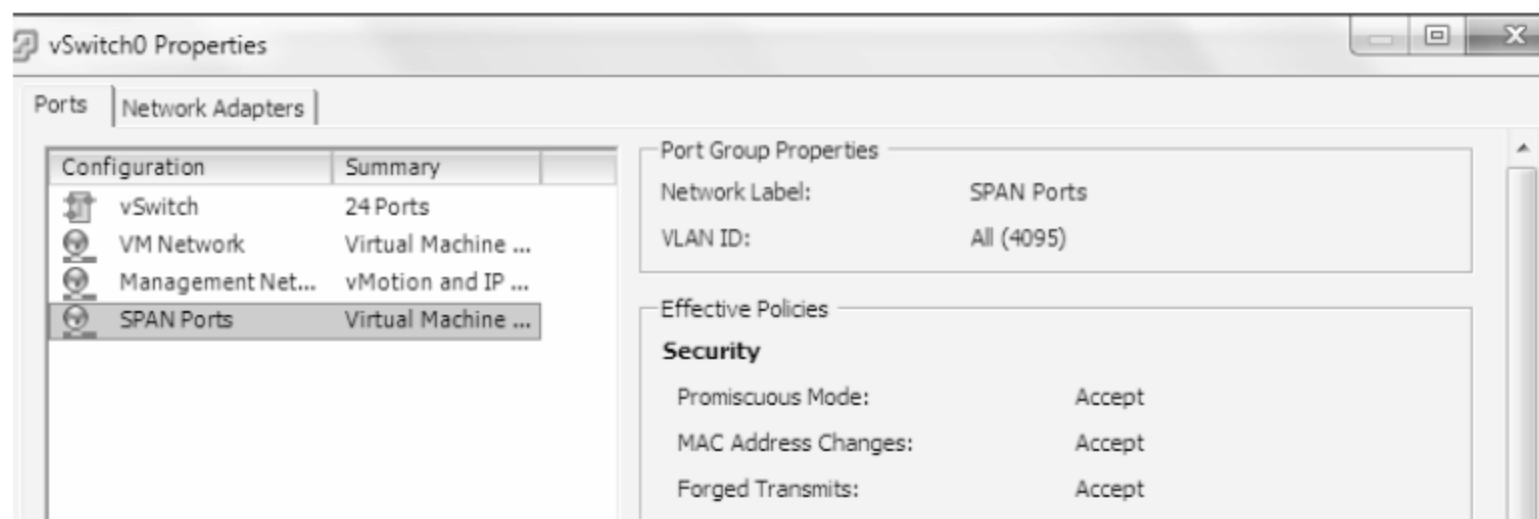 vSwitch0 Properties
Ports Network Adapters
Configuration Summary
vSwitch 24 Ports
VM Network Virtual Machine ...
Management Net... vMotion and IP ...
SPAN Ports Virtual Machine ...
Port Group Properties
Network Label: SPAN Ports
VLAN ID: All (4095)
Effective Policies
Security
Promiscuous Mode: Accept
MAC Address Changes: Accept
Forged Transmits: Accept